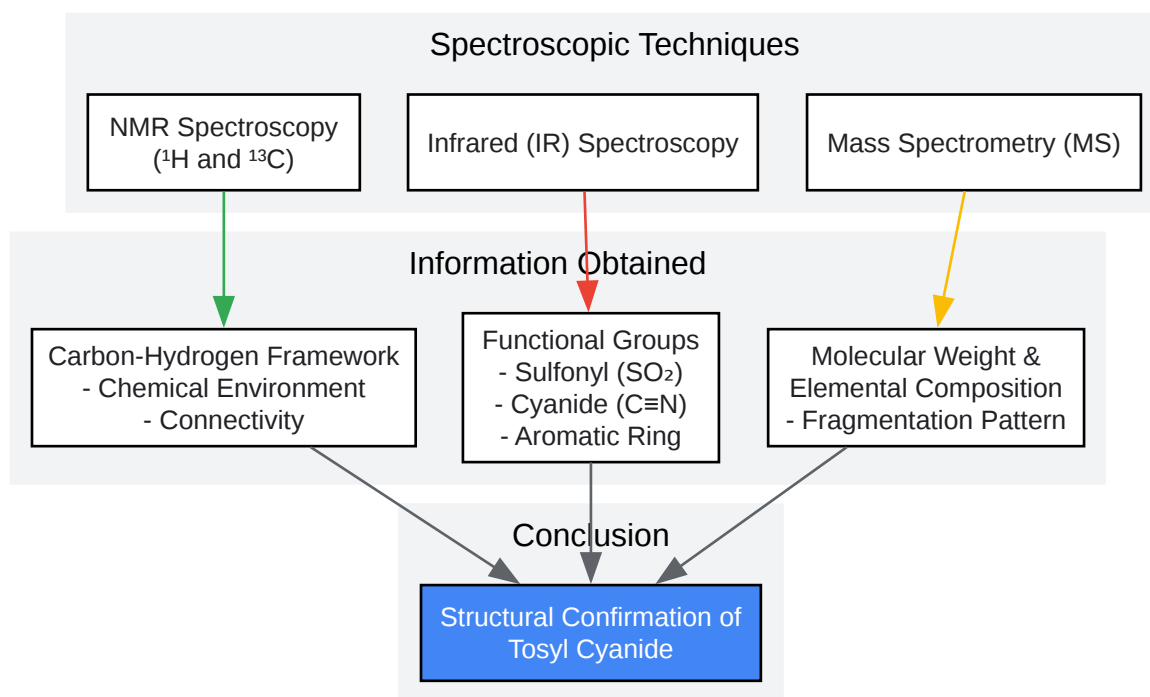 Spectroscopic Techniques
NMR Spectroscopy
(¹H and ¹³C)
Infrared (IR) Spectroscopy
Mass Spectrometry (MS)
Information Obtained
Carbon-Hydrogen Framework
- Chemical Environment
- Connectivity
Functional Groups
- Sulfonyl (SO₂)
- Cyanide (C≡N)
- Aromatic Ring
Molecular Weight &
Elemental Composition
- Fragmentation Pattern
Conclusion
Structural Confirmation of
Tosyl Cyanide